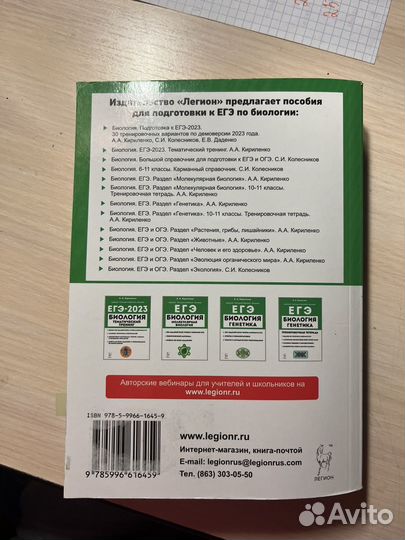 Издательство «Легион» предлагает пособия
для подготовки к ЕГЭ по биологии:
Биология. Подготовка к ЕГЭ-2023.
30 тренировочных вариантов по демоверсии 2023 года.
А.А. Кириленко, С.И. Колесников, Е.В. Даденко
Биология. ЕГЭ-2023. Тематический тренинг. А.А. Кириленко
Биология. Большой справочник для подготовки к ЕГЭ и ОГЭ. С.И. Колесников
Биология. 6-11 классы. Карманный справочник. С.И. Колесников
Биология. ЕГЭ. Раздел «Молекулярная биология». А.А. Кириленко
Биология. ЕГЭ. Раздел «Молекулярная биология». 10-11 классы.
Тренировочная тетрадь. А.А. Кириленко
Биология. ЕГЭ. Раздел «Генетика». А.А. Кириленко
Биология. ЕГЭ. Раздел «Генетика». 10-11 классы. Тренировочная тетрадь.
А.А. Кириленко
Биология. ЕГЭ и ОГЭ. Раздел «Растения, грибы, лишайники». А.А. Кириленко
Биология. ЕГЭ и ОГЭ. Раздел «Животные». А.А. Кириленко
Биология. ЕГЭ и ОГЭ. Раздел «Человек и его здоровье». А.А. Кириленко
Биология. ЕГЭ и ОГЭ. Раздел «Эволюция органического мира». А.А. Кириленко
Биология. ЕГЭ и ОГЭ. Раздел «Экология». С.И. Колесников
ЕГЭ-2023
БИОЛОГИЯ
ТЕМАТИЧЕСКИЙ
ТРЕНИНГ
ЕГЭ
БИОЛОГИЯ
МОЛЕКУЛЯРНАЯ
БИОЛОГИЯ
ЕГЭ
БИОЛОГИЯ
ГЕНЕТИКА
ЕГЭ
БИОЛОГИЯ
ГЕНЕТИКА
ТРЕНИРОВОЧНАЯ ТЕТРАДЬ
Авторские вебинары для учителей и школьников на
www.legionr.ru
ISBN 978-5-9966-1645-9
9 785996 616459
www.legionr.ru
Интернет-магазин, книга-почтой
E-mail: legionrus@legionrus.com
Тел. (863) 303-05-50
ЛЕГИОН
Avito